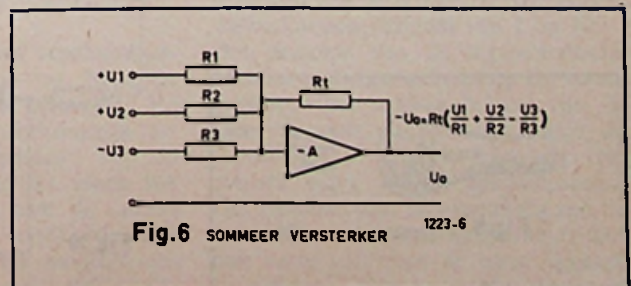 R1
+U1
R2
Rt
+U2
-Uo=Rt(U1/R1 + U2/R2 - U3/R3)
R3
-U3
-A
Uo
1223-6
Fig.6 SOMMEER VERSTERKER